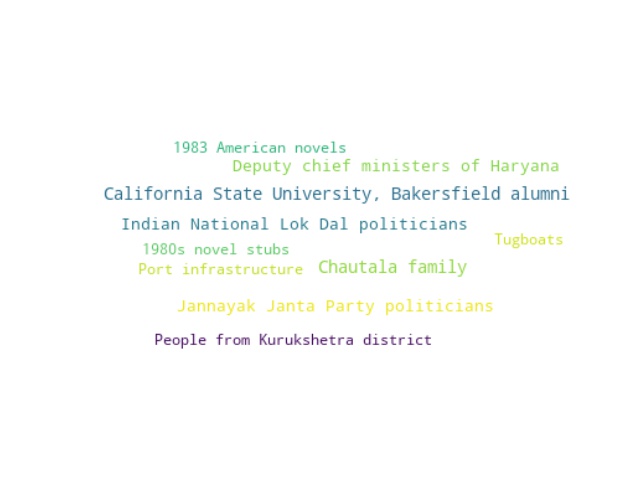 1983 American novels
Deputy chief ministers of Haryana
California State University, Bakersfield alumni
Indian National Lok Dal politicians
Tugboats
1980s novel stubs
Port infrastructure
Chautala family
Jannayak Janta Party politicians
People from Kurukshetra district